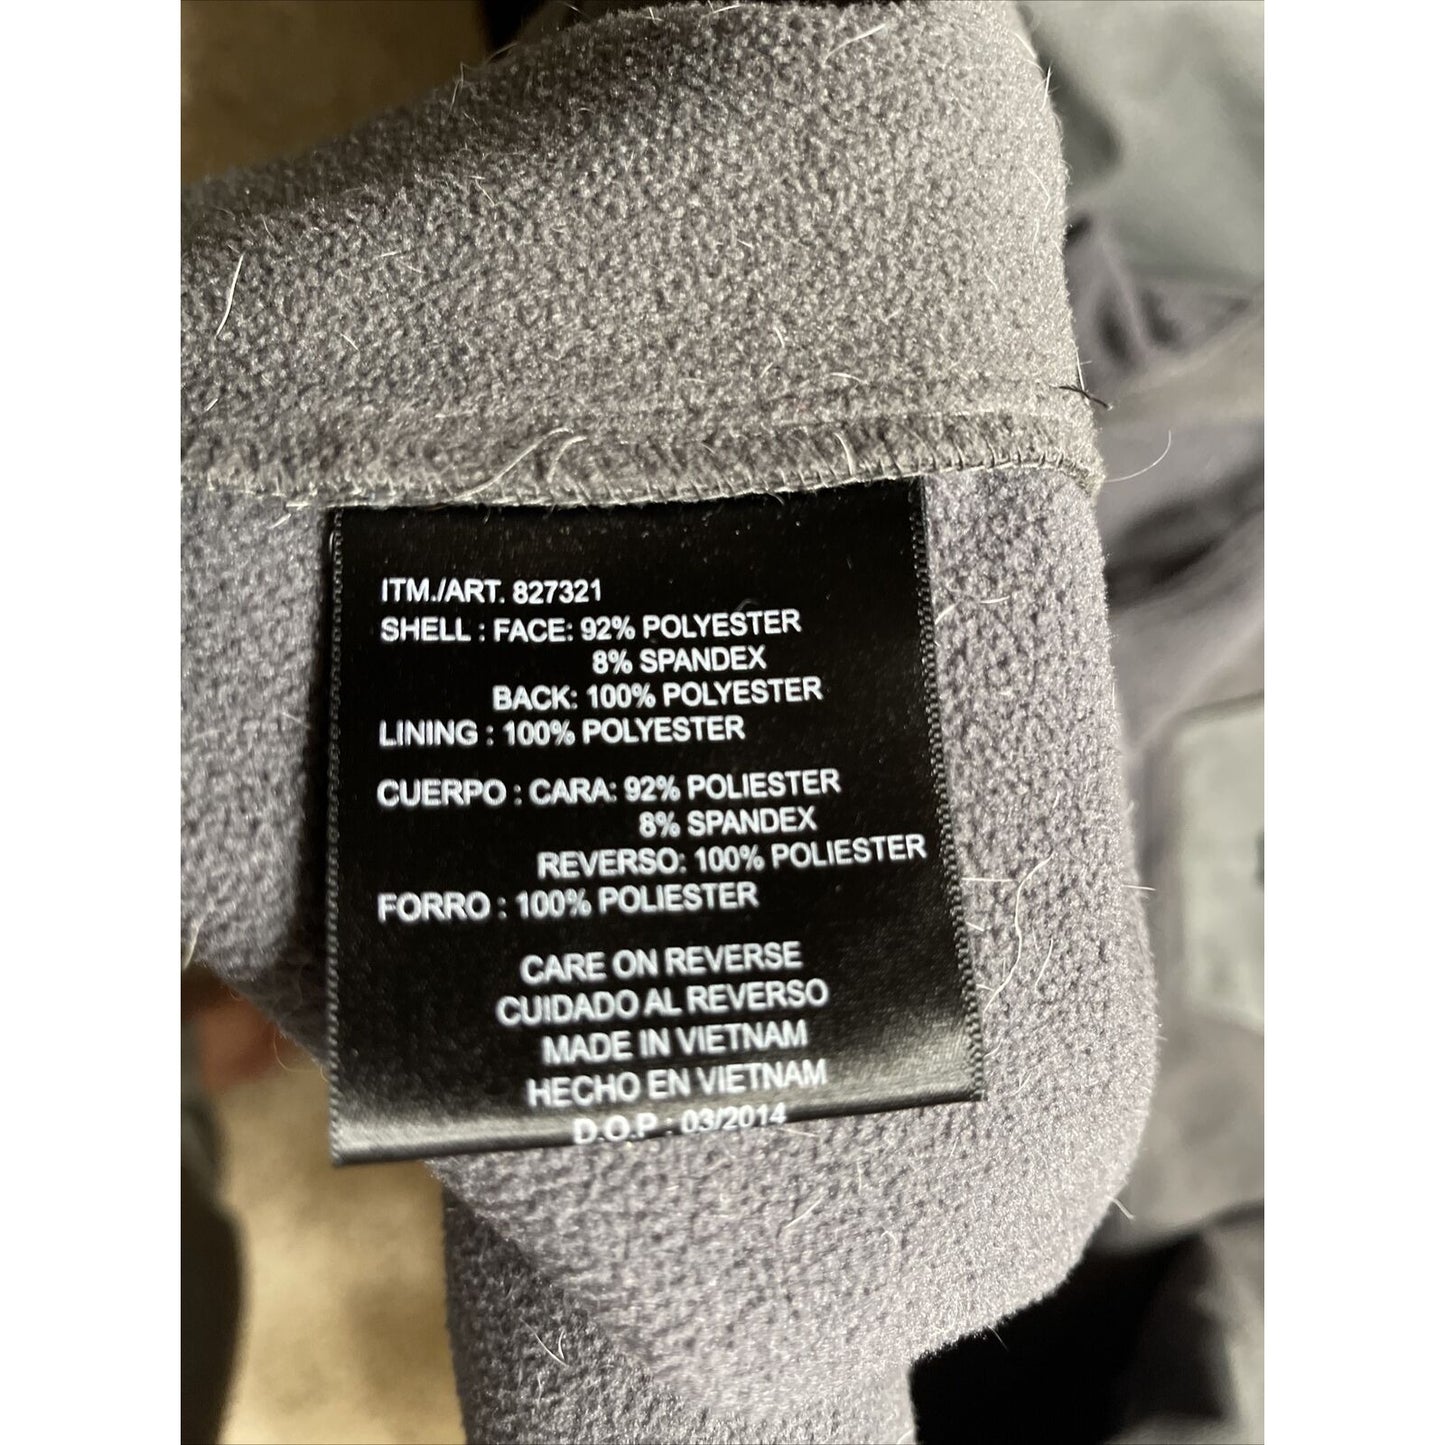 ITM./ART. 827321
SHELL : FACE: 92% POLYESTER
8% SPANDEX
BACK: 100% POLYESTER
LINING : 100% POLYESTER
CUERPO : CARA: 92% POLIESTER
8% SPANDEX
REVERSO: 100% POLIESTER
FORRO : 100% POLIESTER
CARE ON REVERSE
CUIDADO AL REVERSO
MADE IN VIETNAM
HECHO EN VIETNAM
D.O.P : 03/2014